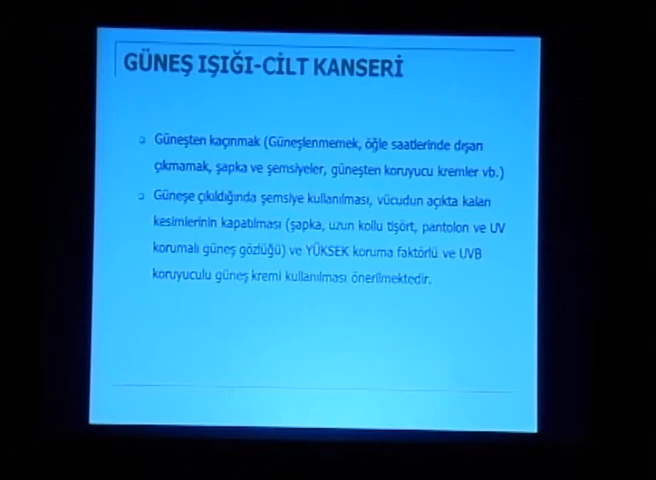 GÜNEŞ IŞIĞI-CİLT KANSERİ
Güneşten kaçınmak (Güneşlenmemek, öğle saatlerinde dışarı
çıkmamak, şapka ve şemsiyeler, güneşten koruyucu kremler vb.)
Güneşe çıkıldığında şemsiye kullanılması, vücudun açıkta kalan
kesimlerinin kapatılması (şapka, uzun kollu tişört, pantolon ve UV
korumalı güneş gözlüğü) ve YÜKSEK koruma faktörlü ve UVB
koruyuculu güneş kremi kullanılması önerilmektedir.